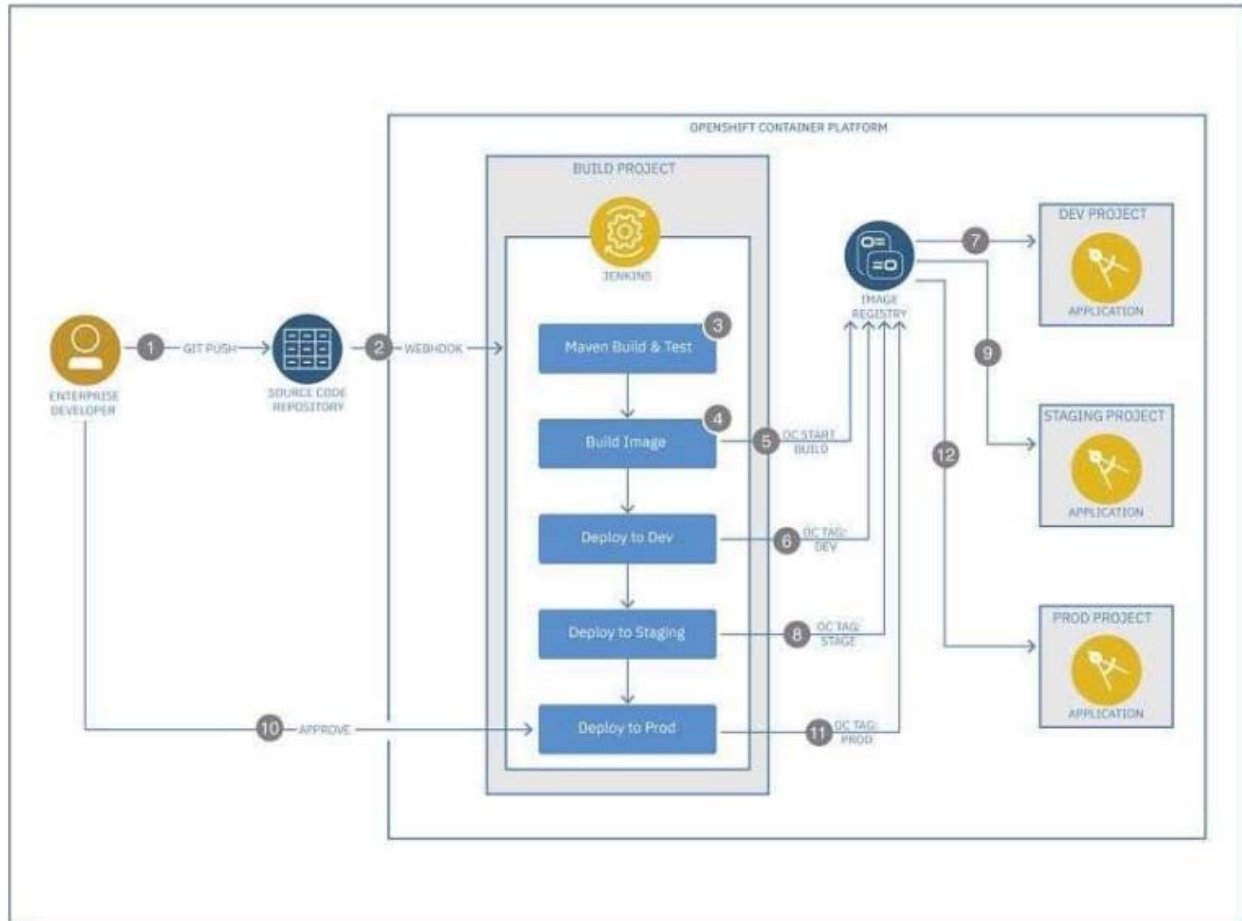 OPENSHIFT CONTAINER PLATFORM
BUILD PROJECT
JENKINS
1
GIT PUSH
ENTERPRISE
DEVELOPER
SOURCE CODE
REPOSITORY
2
WEBHOOK
3
Maven Build & Test
4
Build Image
5
OC START
BUILD
Deploy to Dev
6
OC TAG:
DEV
Deploy to Staging
8
OC TAG:
STAGE
10
APPROVE
Deploy to Prod
11
OC TAG:
PROD
IMAGE
REGISTRY
7
9
12
DEV PROJECT
APPLICATION
STAGING PROJECT
APPLICATION
PROD PROJECT
APPLICATION